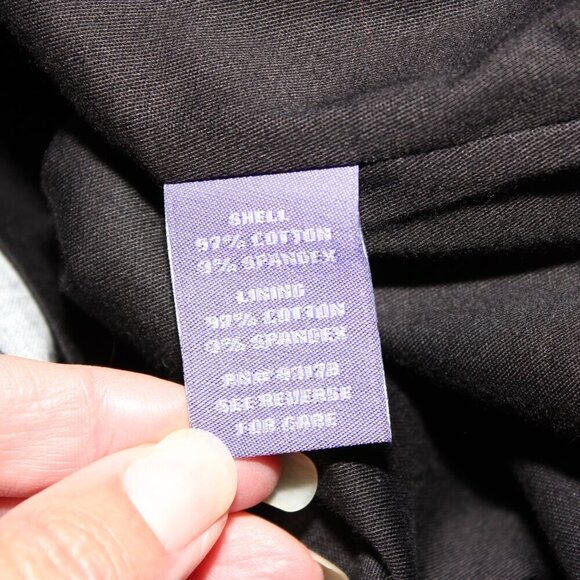 SHELL
97% COTTON
3% SPANDEX
LINING
97% COTTON
3% SPANDEX
RN# 93178
SEE REVERSE
FOR CARE